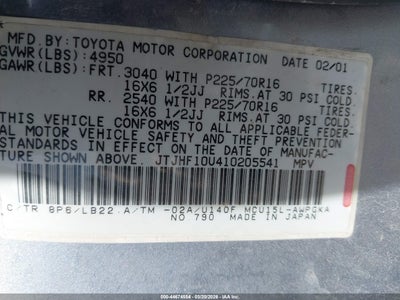 MFD.BY:TOYOTA MOTOR CORPORATION DATE 02/01
GVWR(LBS):4950
GAWR(LBS):FRT.3040 WITH P225/70R16 TIRES.
16X6 1/2JJ RIMS.AT 30 PSI COLD.
RR. 2540 WITH P225/70R16 TIRES.
16X6 1/2JJ RIMS.AT 30 PSI COLD.
THIS VEHICLE CONFORMS TO ALL APPLICABLE FEDER-
AL MOTOR VEHICLE SAFETY AND THEFT PREVENTION
STANDARDS IN EFFECT ON THE DATE OF MANUFAC-
TURE SHOWN ABOVE. JTJHF10U410205541 MPV
C/TR 8P6/LB22 A/TM -02A/U140F MCU15L-AWPGKA
NO 790 MADE IN JAPAN
ID: 44674554 | 03/20/2026 - IAA